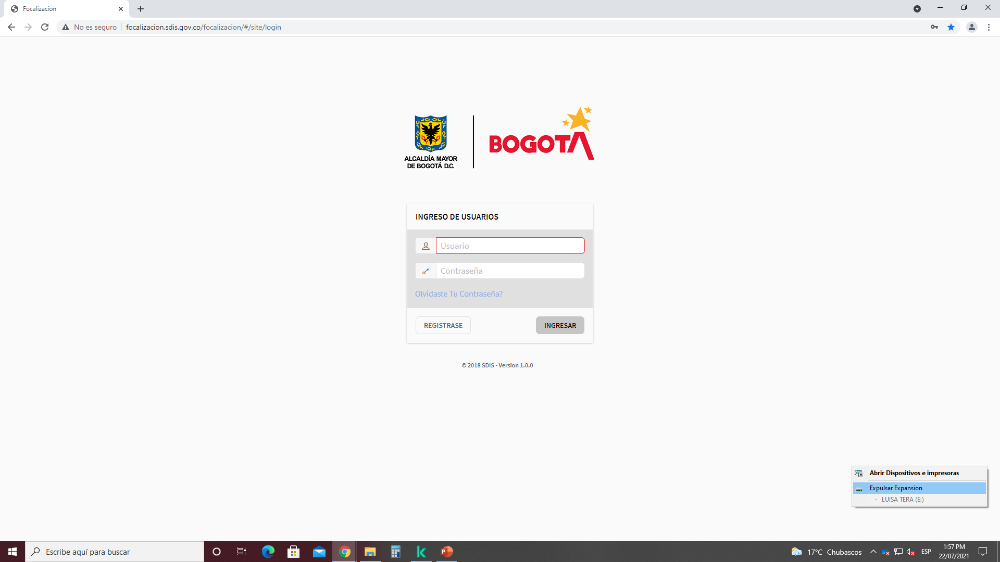 Focalizacion
No es seguro
focalizacion.sdis.gov.co/focalizacion/#/site/login
ALCALDÍA MAYOR
DE BOGOTÁ D.C.
BOGOTÁ
INGRESO DE USUARIOS
Usuario
Contraseña
Olvidaste Tu Contraseña?
REGISTRASE
INGRESAR
© 2018 SDIS - Version 1.0.0
Abrir Dispositivos e impresoras
Expulsar Expansion
- LUISA TERA (E:)
Escribe aquí para buscar
17°C Chubascos
ESP
1:57 PM
22/07/2021